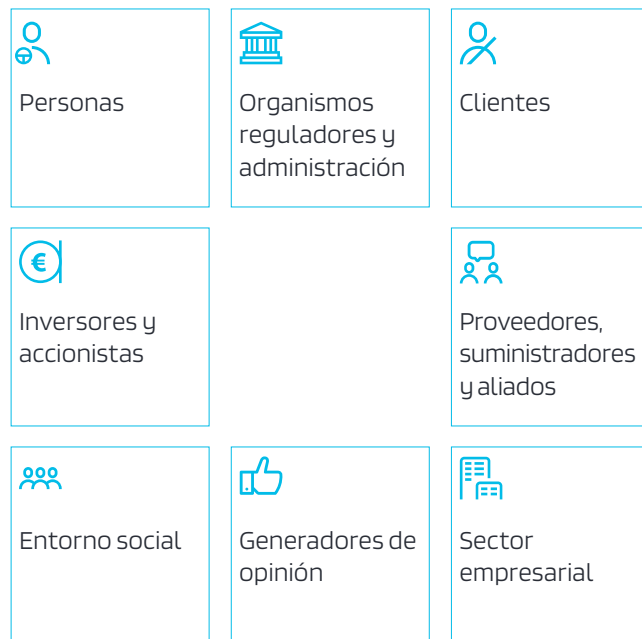 Personas
Organismos
reguladores y
administración
Clientes
€
Inversores y
accionistas
Proveedores,
suministradores
y aliados
Entorno social
Generadores de
opinión
Sector
empresarial